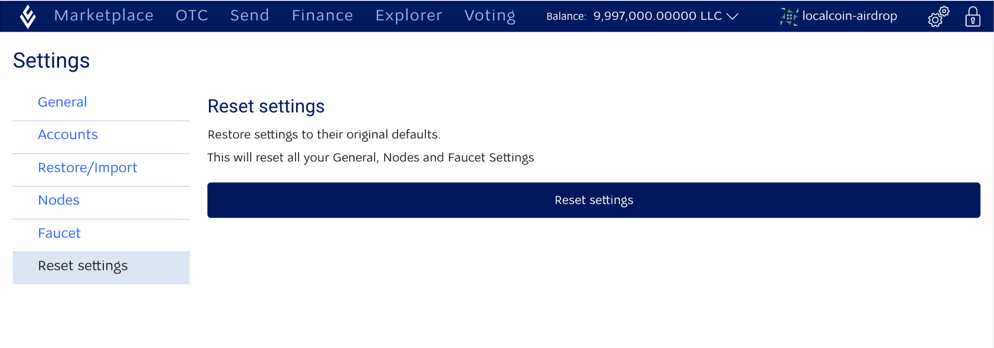 Marketplace OTC Send Finance Explorer Voting Balance: 9,997,000.00000 LLC localcoin-airdrop
Settings
General
Accounts
Restore/Import
Nodes
Faucet
Reset settings
Reset settings
Restore settings to their original defaults.
This will reset all your General, Nodes and Faucet Settings
Reset settings